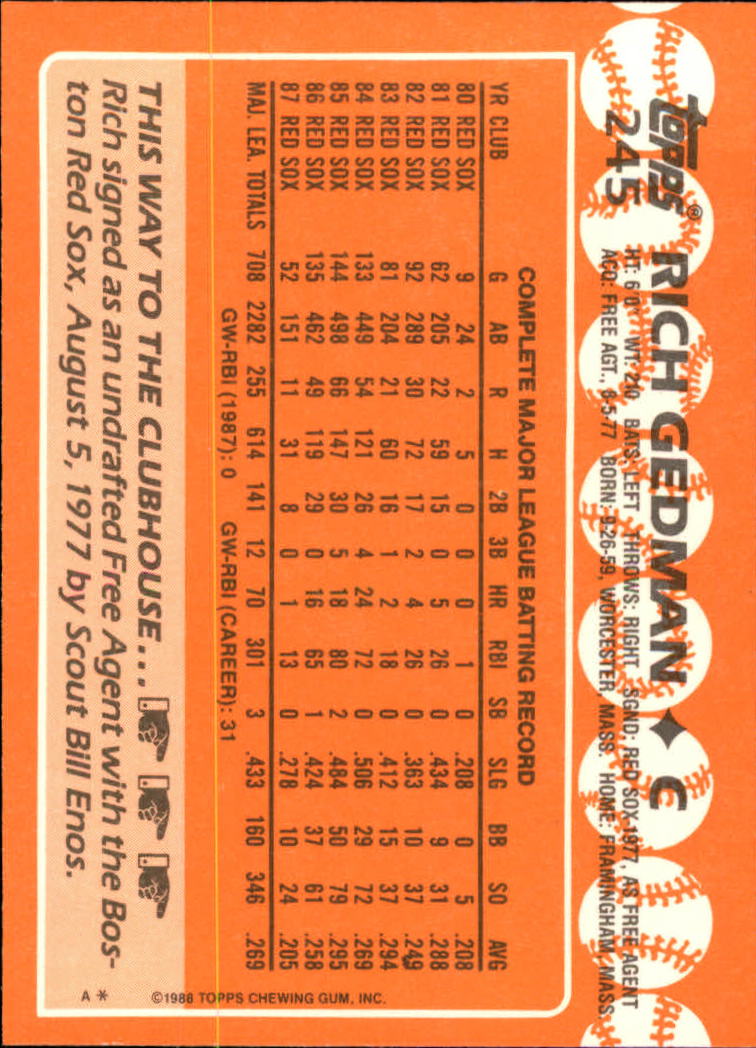 topps®
245
RICH GEDMAN ◆ C
HT: 6'0" WT: 210 BATS: LEFT THROWS: RIGHT SGND: RED SOX-1977, AS FREE AGENT
ACQ: FREE AGT., 8-5-77 BORN: 9-26-59, WORCESTER, MASS. HOME: FRAMINGHAM, MASS.
COMPLETE MAJOR LEAGUE BATTING RECORD
YR CLUB G AB R H 2B 3B HR RBI SB SLG BB SO AVG
80 RED SOX 9 24 2 5 0 0 0 1 0 .208 0 5 .208
81 RED SOX 62 205 22 59 15 0 5 26 0 .434 9 31 .288
82 RED SOX 92 289 30 72 17 2 4 26 0 .363 10 37 .249
83 RED SOX 81 204 21 60 16 1 2 18 0 .412 15 37 .294
84 RED SOX 133 449 54 121 26 4 24 72 0 .506 29 72 .269
85 RED SOX 144 498 66 147 30 5 18 80 2 .484 50 79 .295
86 RED SOX 135 462 49 119 29 0 16 65 1 .424 37 61 .258
87 RED SOX 52 151 11 31 8 0 1 13 0 .278 10 24 .205
MAJ. LEA. TOTALS 708 2282 255 614 141 12 70 301 3 .433 160 346 .269
GW-RBI (1987): 0 GW-RBI (CAREER): 31
THIS WAY TO THE CLUBHOUSE...
Rich signed as an undrafted Free Agent with the Bos-
ton Red Sox, August 5, 1977 by Scout Bill Enos.
A * ©1988 TOPPS CHEWING GUM, INC.